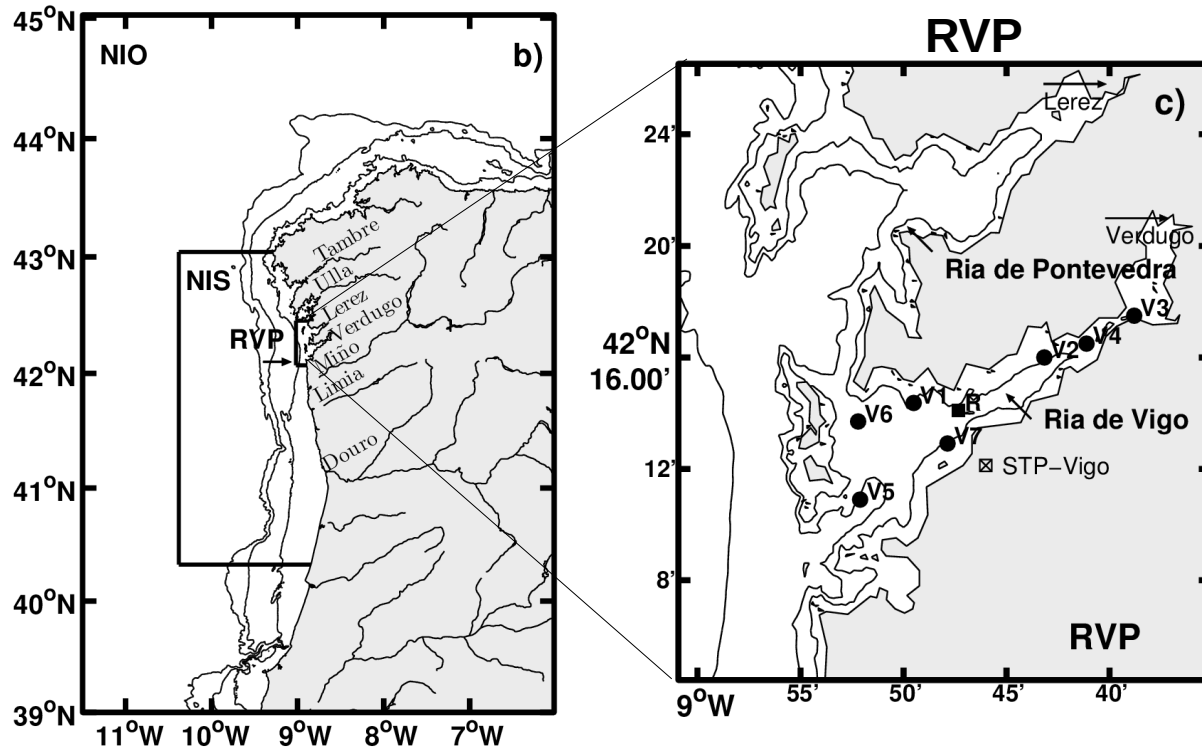 RVP
45°N
NIO
b)
44°N
43°N
42°N
41°N
40°N
39°N
11°W
10°W
9°W
8°W
7°W
NIS
RVP
Tambre
Ulla
Lerez
Verdugo
Miño
Limia
Douro
c)
Lerez
24’
Verdugo
20’
Ria de Pontevedra
V3
42°N
16.00’
V4
V2
V1
R
V6
Ria de Vigo
V7
12’
STP−Vigo
V5
8’
RVP
9°W
55’
50’
45’
40’